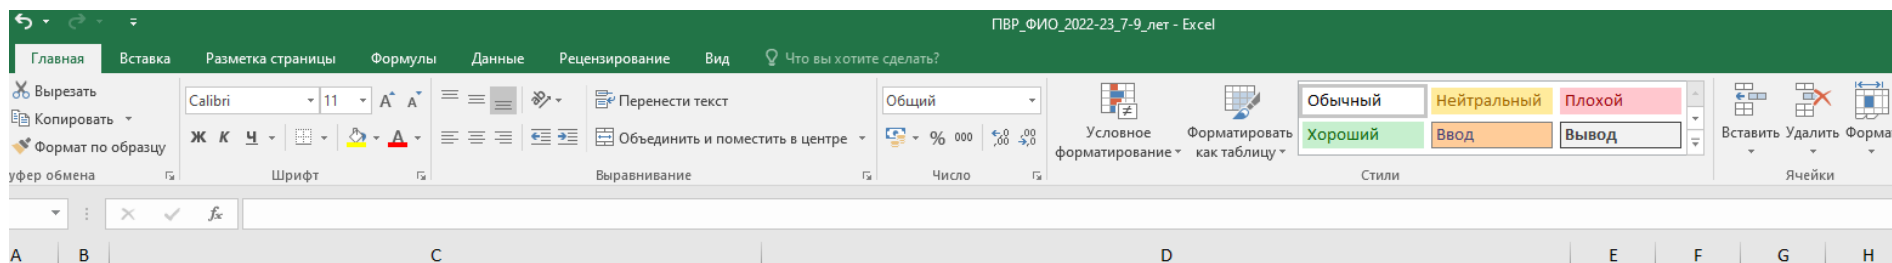 ПВР_ФИО_2022-23_7-9_лет - Excel
Главная Вставка Разметка страницы Формулы Данные Рецензирование Вид Что вы хотите сделать?
Вырезать
Копировать
Формат по образцу
уфер обмена
Calibri 11
Ж К Ч
Шрифт
Перенести текст
Объединить и поместить в центре
Выравнивание
Общий
% 000
Число
Условное форматирование
Форматировать как таблицу
Обычный Нейтральный Плохой
Хороший Ввод Вывод
Стили
Вставить Удалить Форма
Ячейки
fx
A B C D E F G H